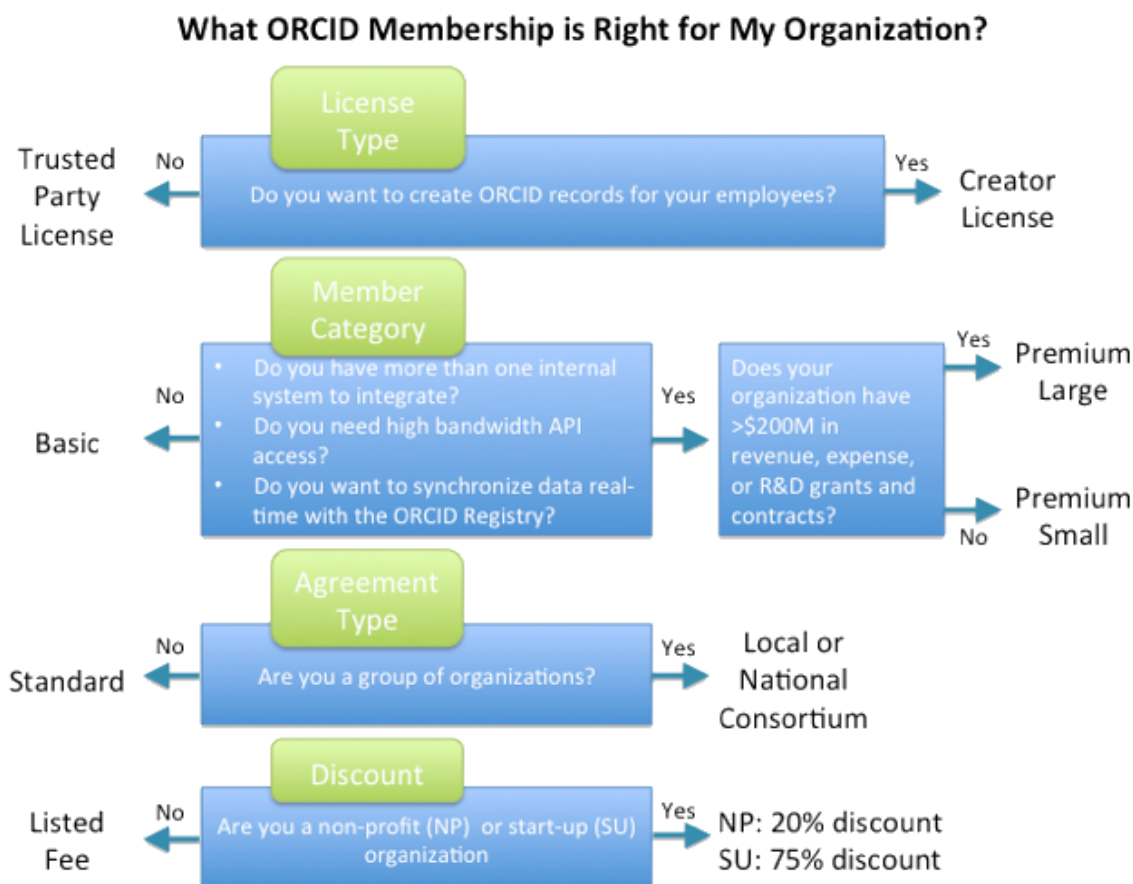 What ORCID Membership is Right for My Organization?
License
Type
Trusted
Party
License
No
Do you want to create ORCID records for your employees?
Yes
Creator
License
Member
Category
Basic
No
• Do you have more than one internal
system to integrate?
• Do you need high bandwidth API
access?
• Do you want to synchronize data real-
time with the ORCID Registry?
Yes
Does your
organization have
>$200M in
revenue, expense,
or R&D grants and
contracts?
Yes
Premium
Large
No
Premium
Small
Agreement
Type
Standard
No
Are you a group of organizations?
Yes
Local or
National
Consortium
Discount
Listed
Fee
No
Are you a non-profit (NP) or start-up (SU)
organization
Yes
NP: 20% discount
SU: 75% discount